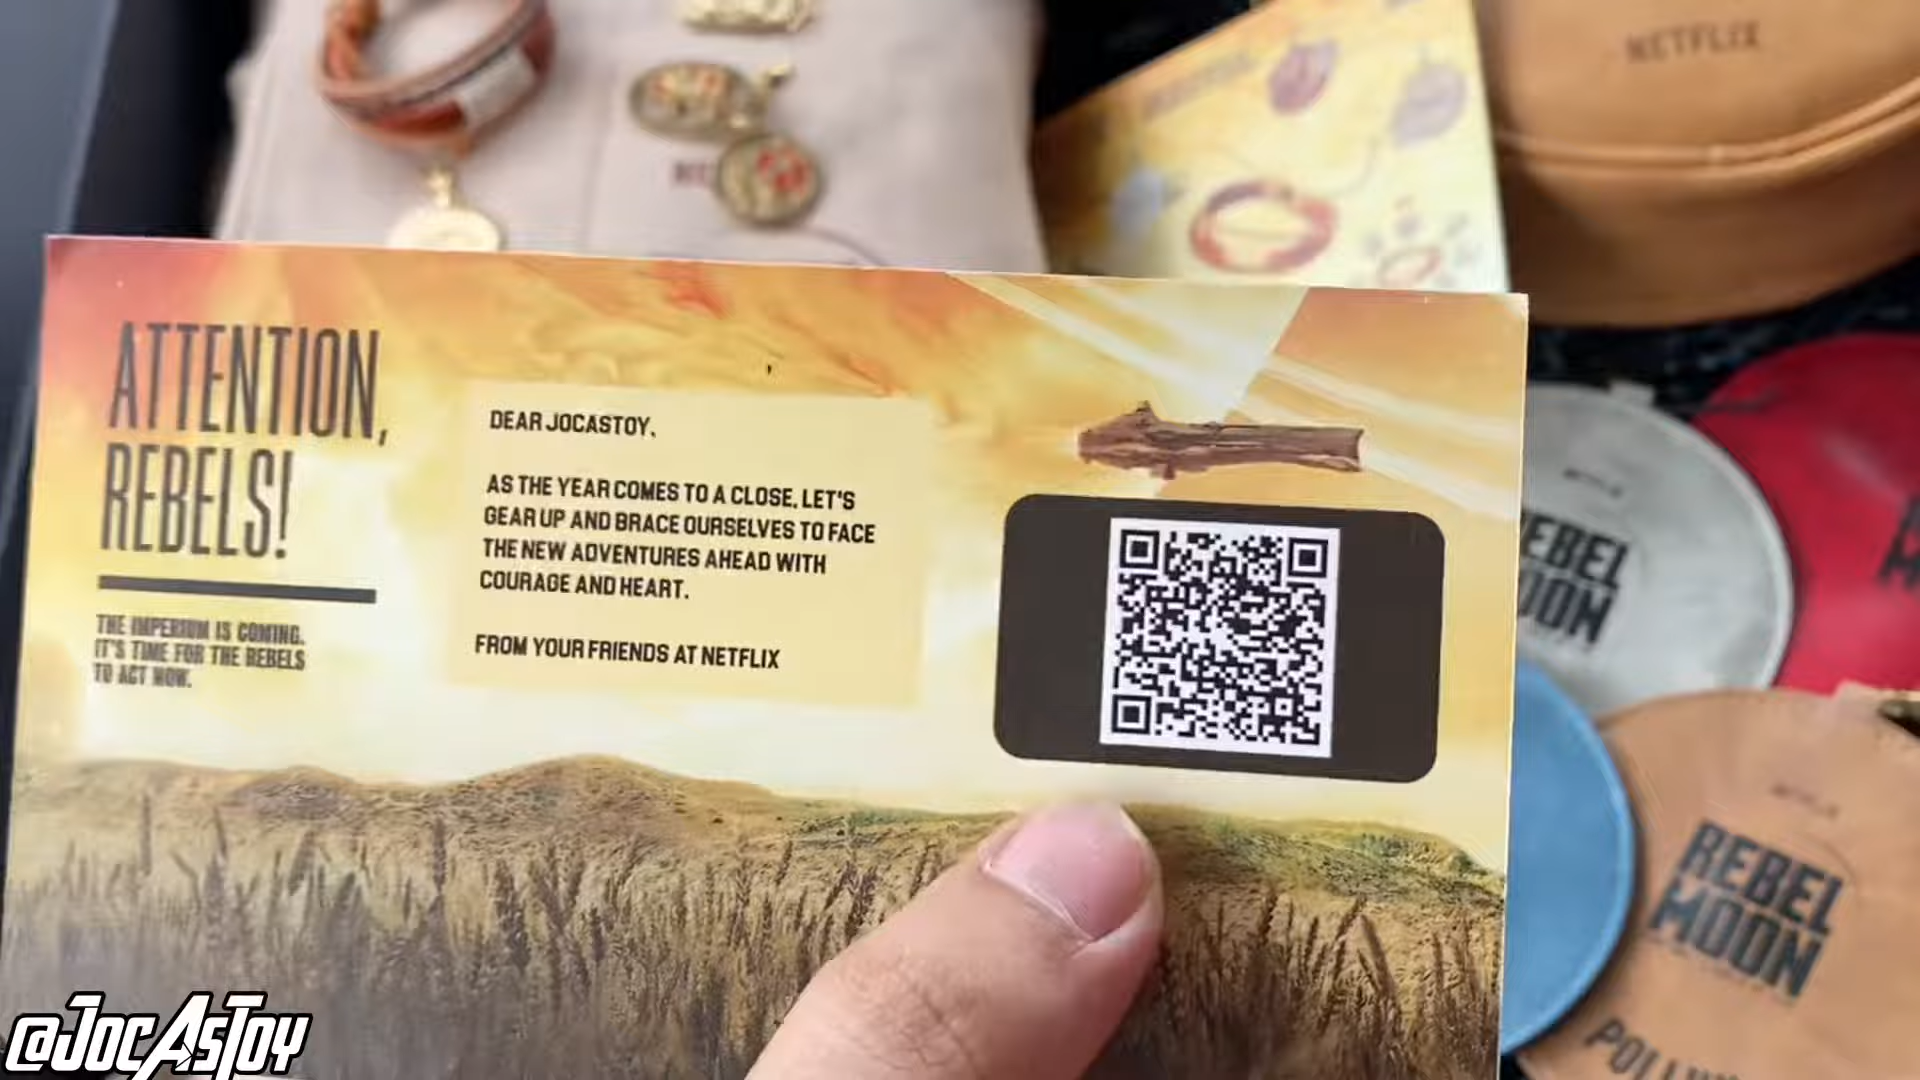 NETFLIX
ATTENTION,
REBELS!
THE IMPERIUM IS COMING.
IT'S TIME FOR THE REBELS
TO ACT NOW.
DEAR JOCASTOY,
AS THE YEAR COMES TO A CLOSE, LET'S
GEAR UP AND BRACE OURSELVES TO FACE
THE NEW ADVENTURES AHEAD WITH
COURAGE AND HEART.
FROM YOUR FRIENDS AT NETFLIX
REBEL
MOON
REBEL
MOON
@JOCASTOY